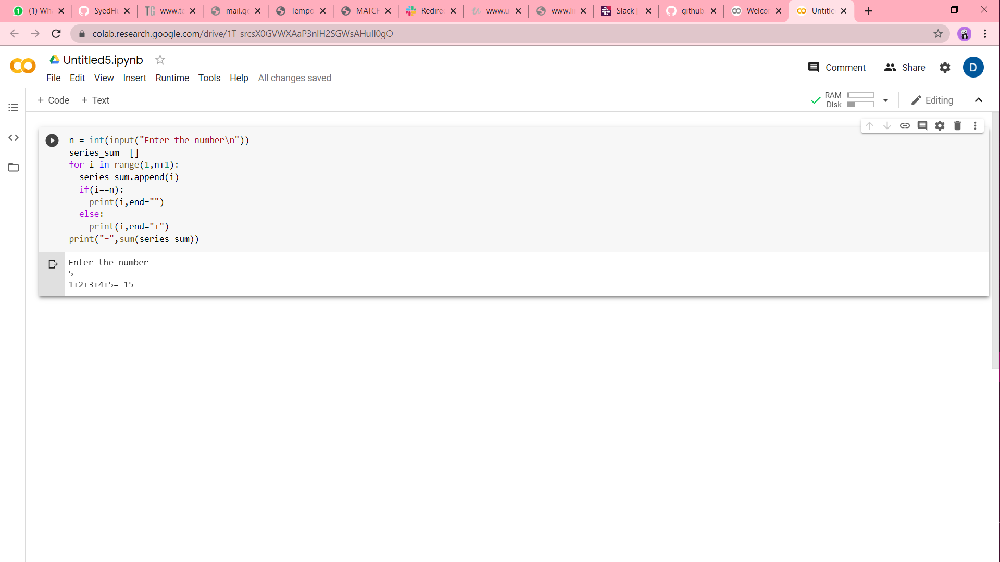 (1) Wh
SyedHu
www.te
mail.go
Tempo
MATCH
Redire
www.u
www.li
Slack |
github
Welcor
Untitle
colab.research.google.com/drive/1T-srcsX0GVWXAaP3nlH2SGWsAHuIl0gO
Untitled5.ipynb
Comment
Share
D
File Edit View Insert Runtime Tools Help All changes saved
+ Code + Text
RAM
Disk
Editing
n = int(input("Enter the number\n"))
series_sum= []
for i in range(1,n+1):
  series_sum.append(i)
  if(i==n):
    print(i,end="")
  else:
    print(i,end="+")
print("=",sum(series_sum))
Enter the number
5
1+2+3+4+5= 15